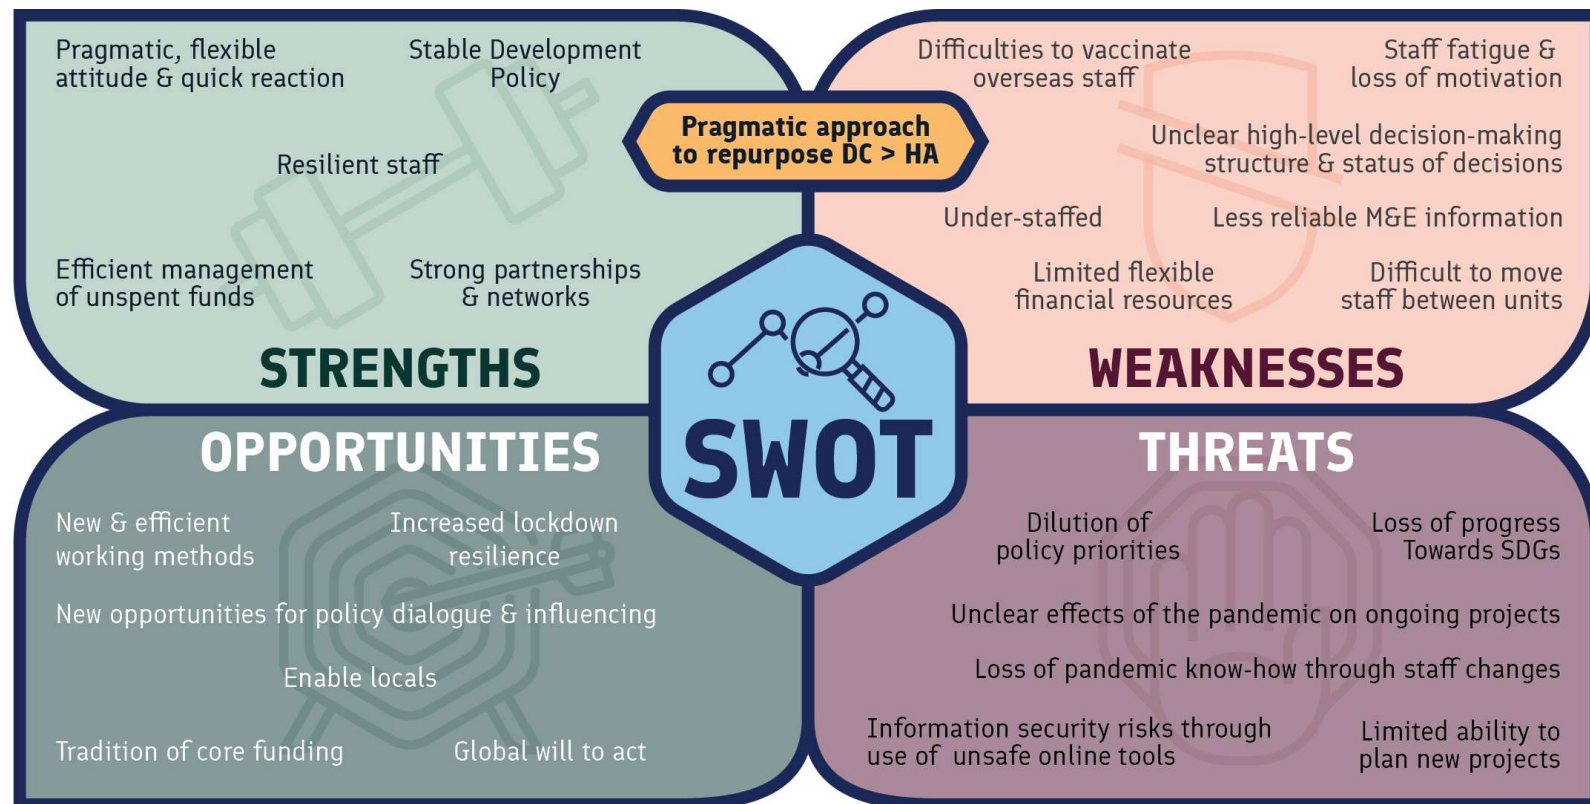 Pragmatic, flexible
attitude & quick reaction
Stable Development
Policy
Resilient staff
Efficient management
of unspent funds
Strong partnerships
& networks
STRENGTHS
Pragmatic approach
to repurpose DC > HA
Difficulties to vaccinate
overseas staff
Staff fatigue &
loss of motivation
Unclear high-level decision-making
structure & status of decisions
Under-staffed
Less reliable M&E information
Limited flexible
financial resources
Difficult to move
staff between units
WEAKNESSES
SWOT
OPPORTUNITIES
New & efficient
working methods
Increased lockdown
resilience
New opportunities for policy dialogue & influencing
Enable locals
Tradition of core funding
Global will to act
THREATS
Dilution of
policy priorities
Loss of progress
Towards SDGs
Unclear effects of the pandemic on ongoing projects
Loss of pandemic know-how through staff changes
Information security risks through
use of unsafe online tools
Limited ability to
plan new projects